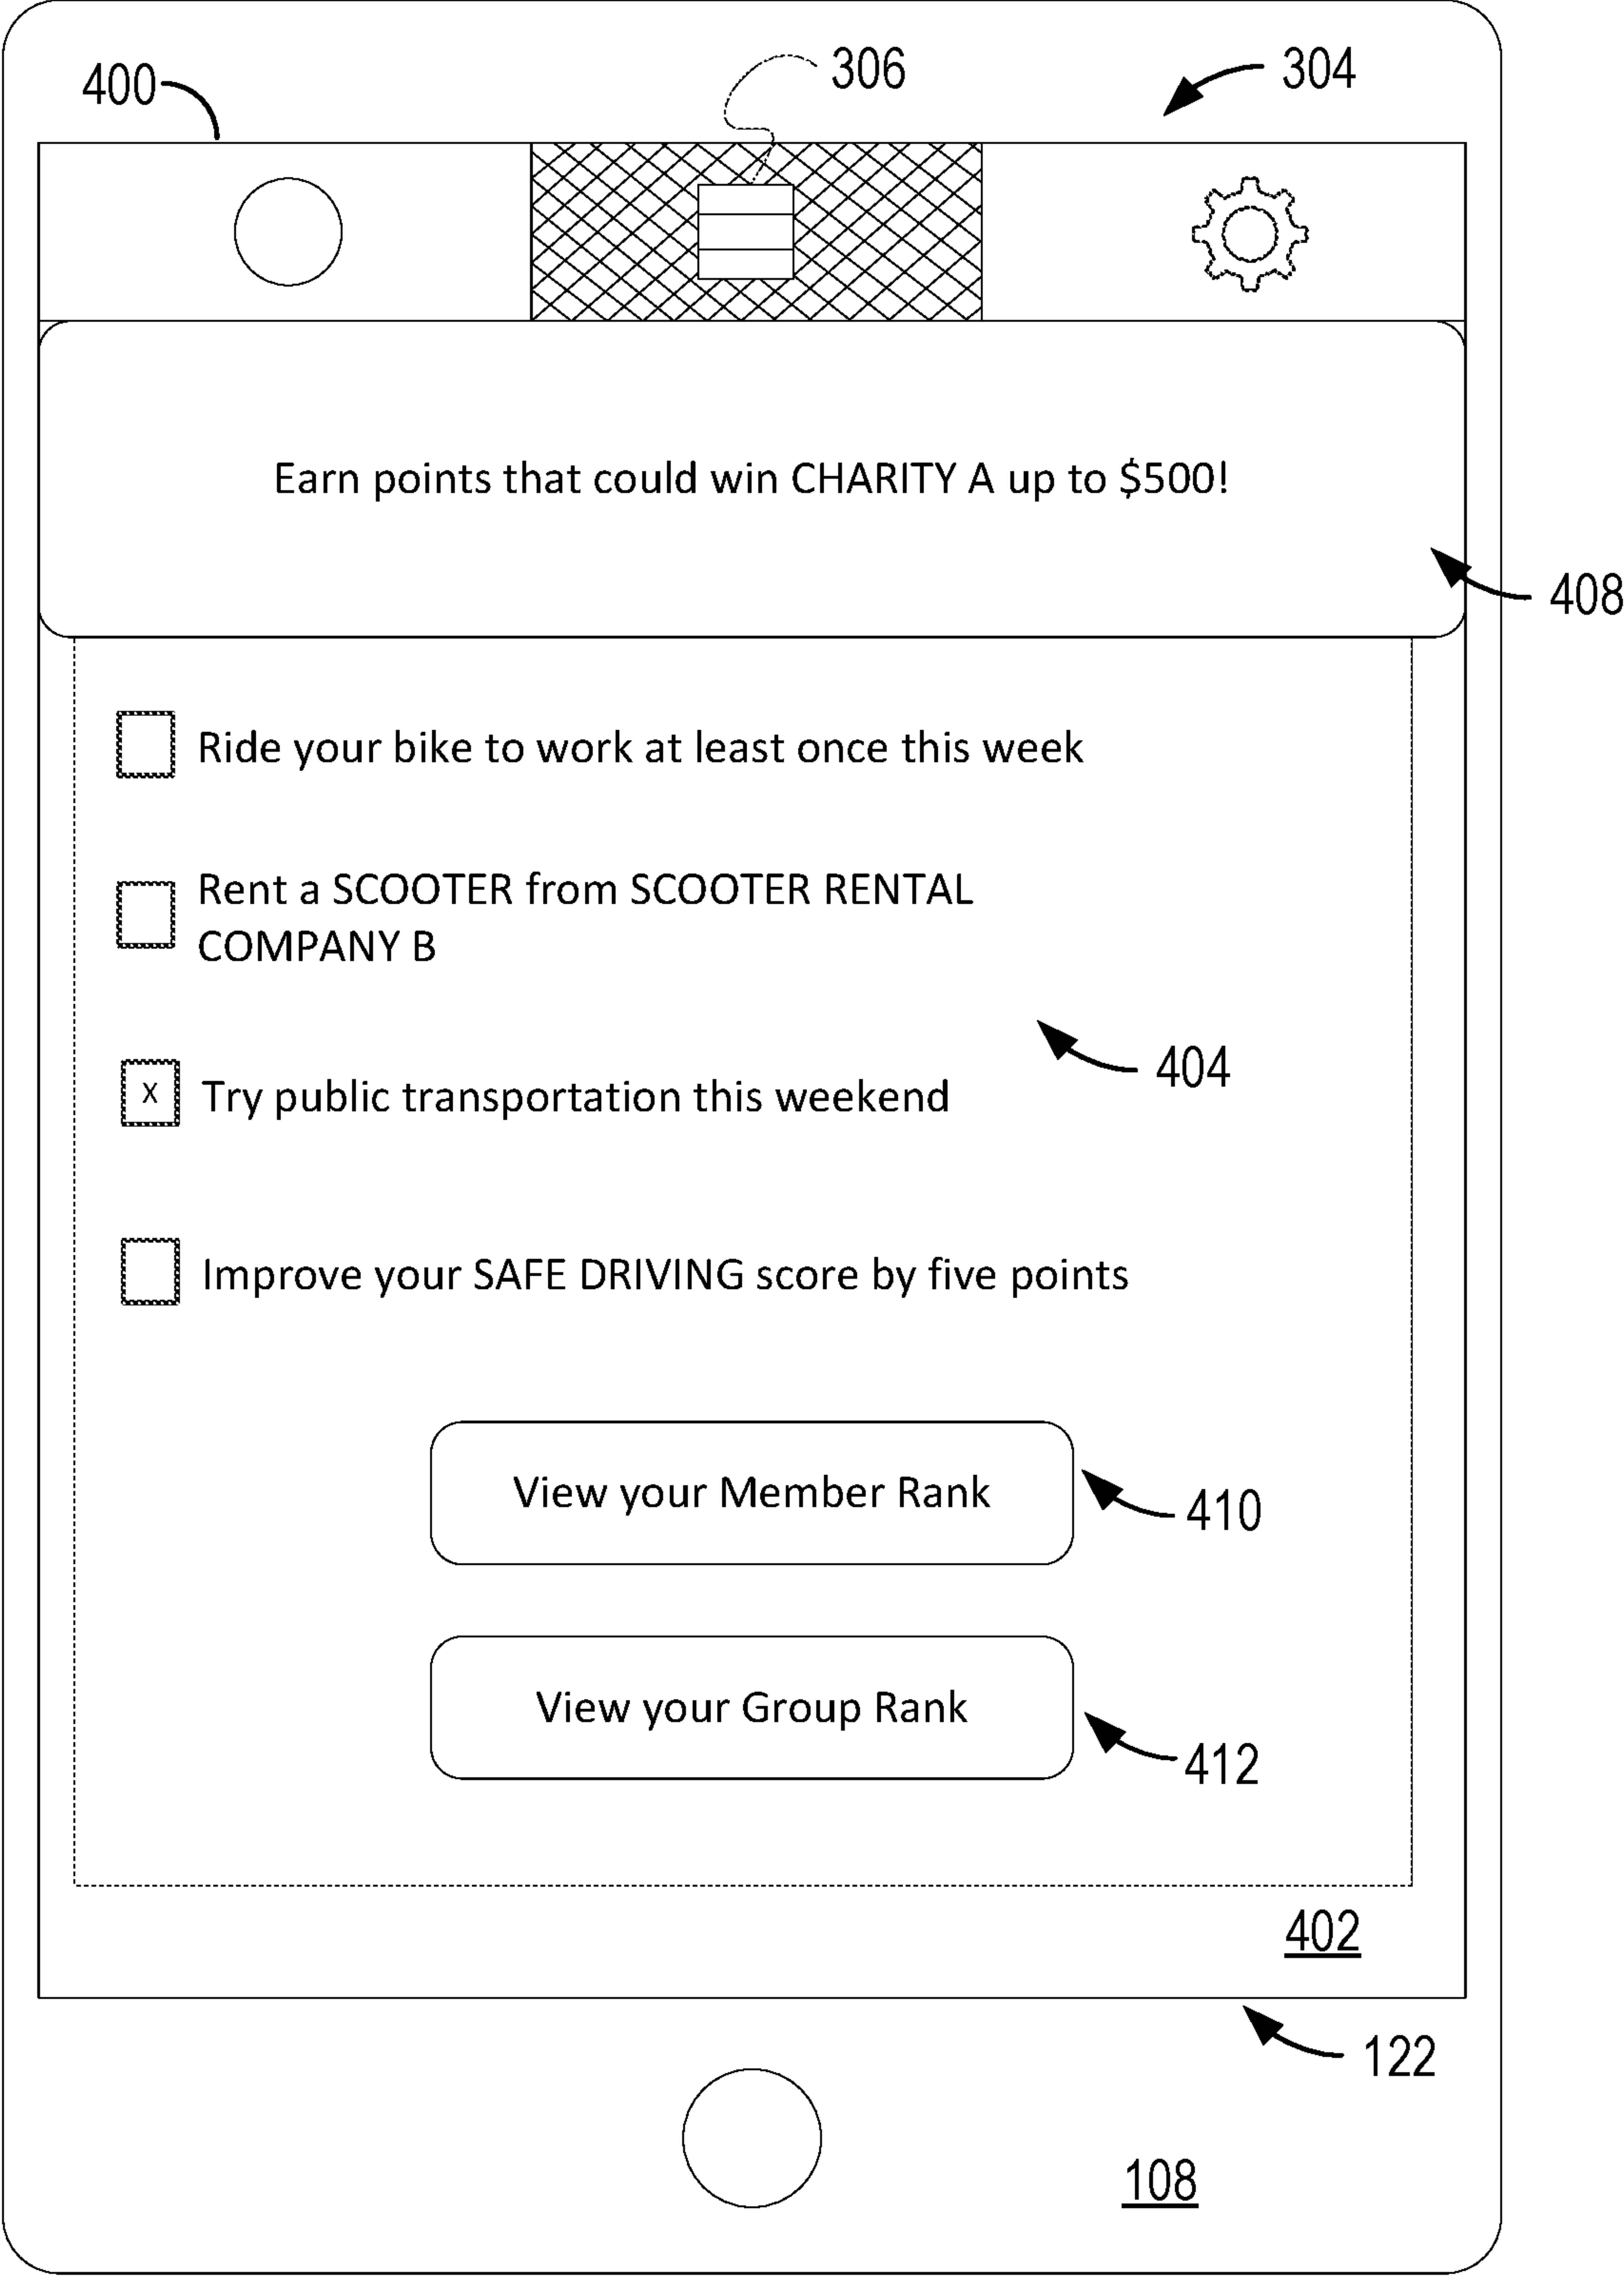 400
306
304
Earn points that could win CHARITY A up to $500!
408
Ride your bike to work at least once this week
Rent a SCOOTER from SCOOTER RENTAL
COMPANY B
404
X
Try public transportation this weekend
Improve your SAFE DRIVING score by five points
View your Member Rank
410
View your Group Rank
412
402
122
108